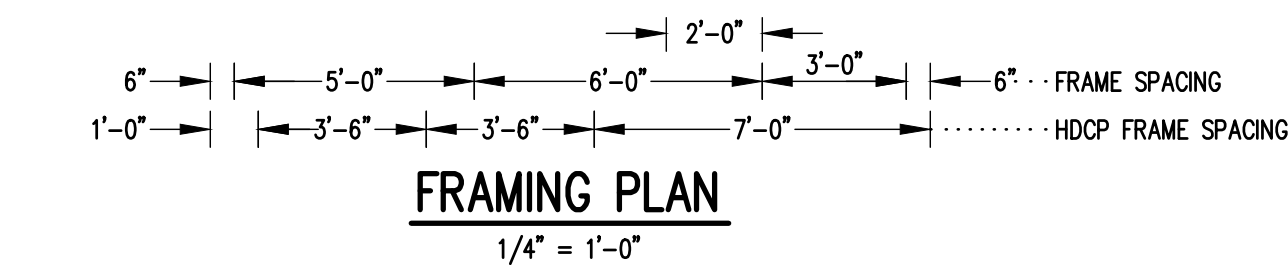 2'-0"
6" 5'-0" 6'-0" 3'-0" 6" FRAME SPACING
1'-0" 3'-6" 3'-6" 7'-0" HDCP FRAME SPACING
FRAMING PLAN
1/4" = 1'-0"